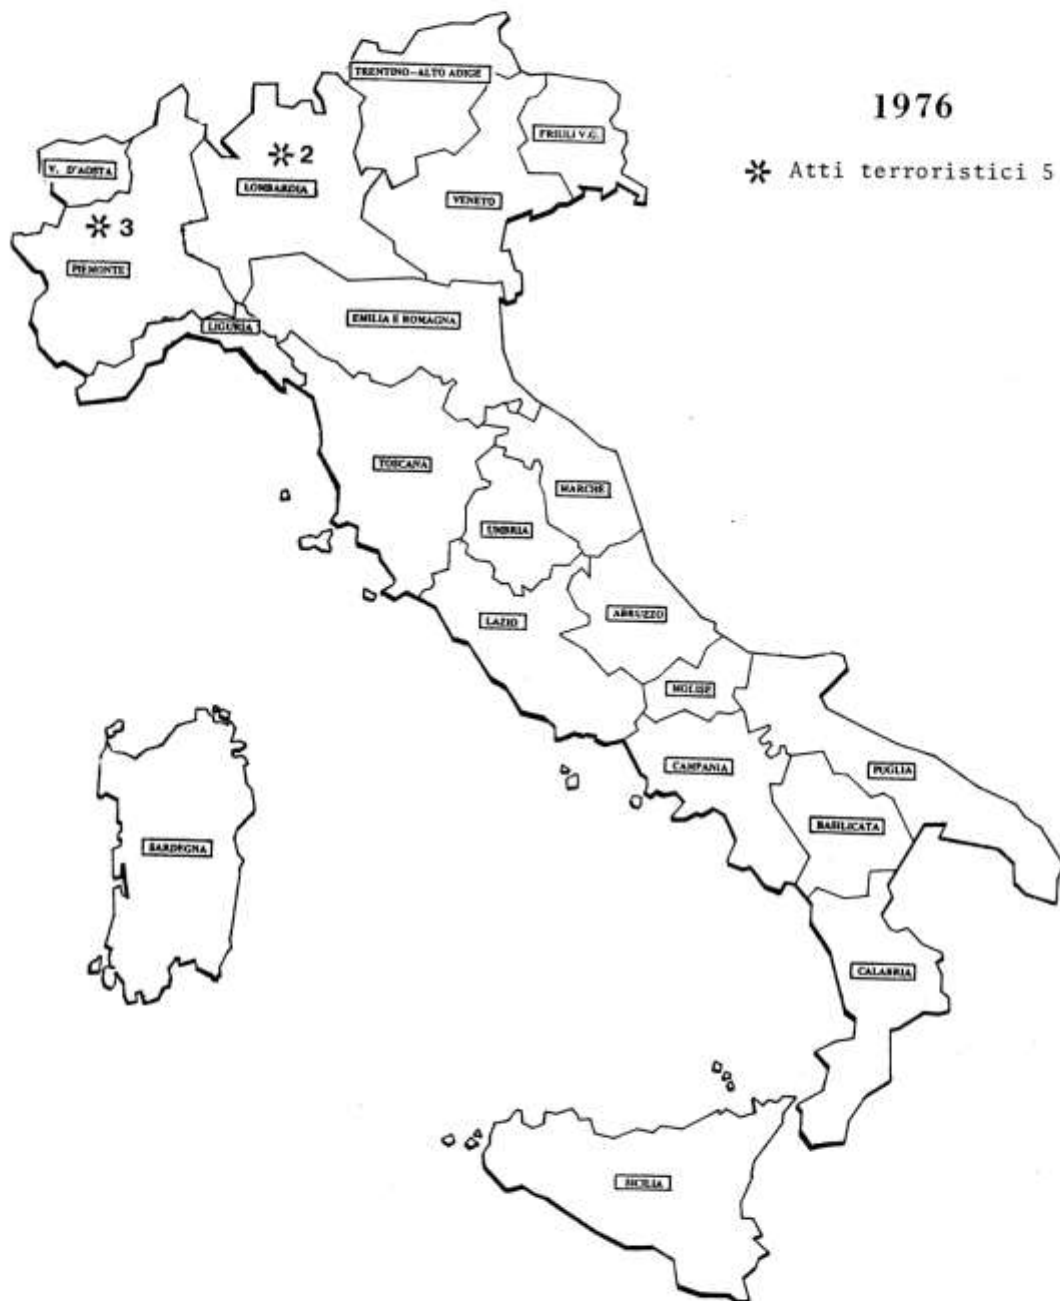 TRENTINO-ALTO ADIGE
1976
FRIULI V.G.
✲ Atti terroristici 5
✲ 2
V. D'AOSTA
LOMBARDIA
VENETO
✲ 3
PIEMONTE
LIGURIA
EMILIA E ROMAGNA
TOSCANA
MARCHE
UMBRIA
LAZIO
ABRUZZO
MOLISE
CAMPANIA
PUGLIA
BASILICATA
SARDEGNA
CALABRIA
SICILIA